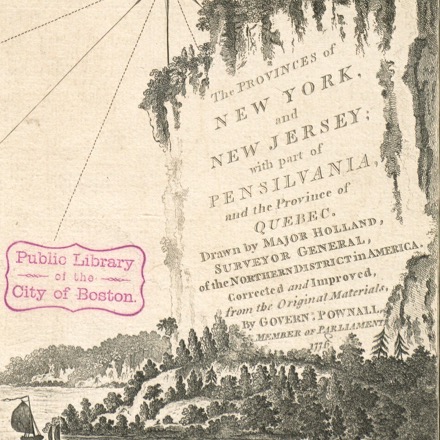 The PROVINCES of
NEW YORK,
and
NEW JERSEY;
with part of
PENSILVANIA,
and the Province of
QUEBEC.
Drawn by MAJOR HOLLAND,
SURVEYOR GENERAL,
of the NORTHERN DISTRICT in AMERICA.
Corrected and Improved,
from the Original Materials,
By GOVERNR. POWNALL,
MEMBER OF PARLIAMENT
1776.
Public Library
of the
City of Boston.